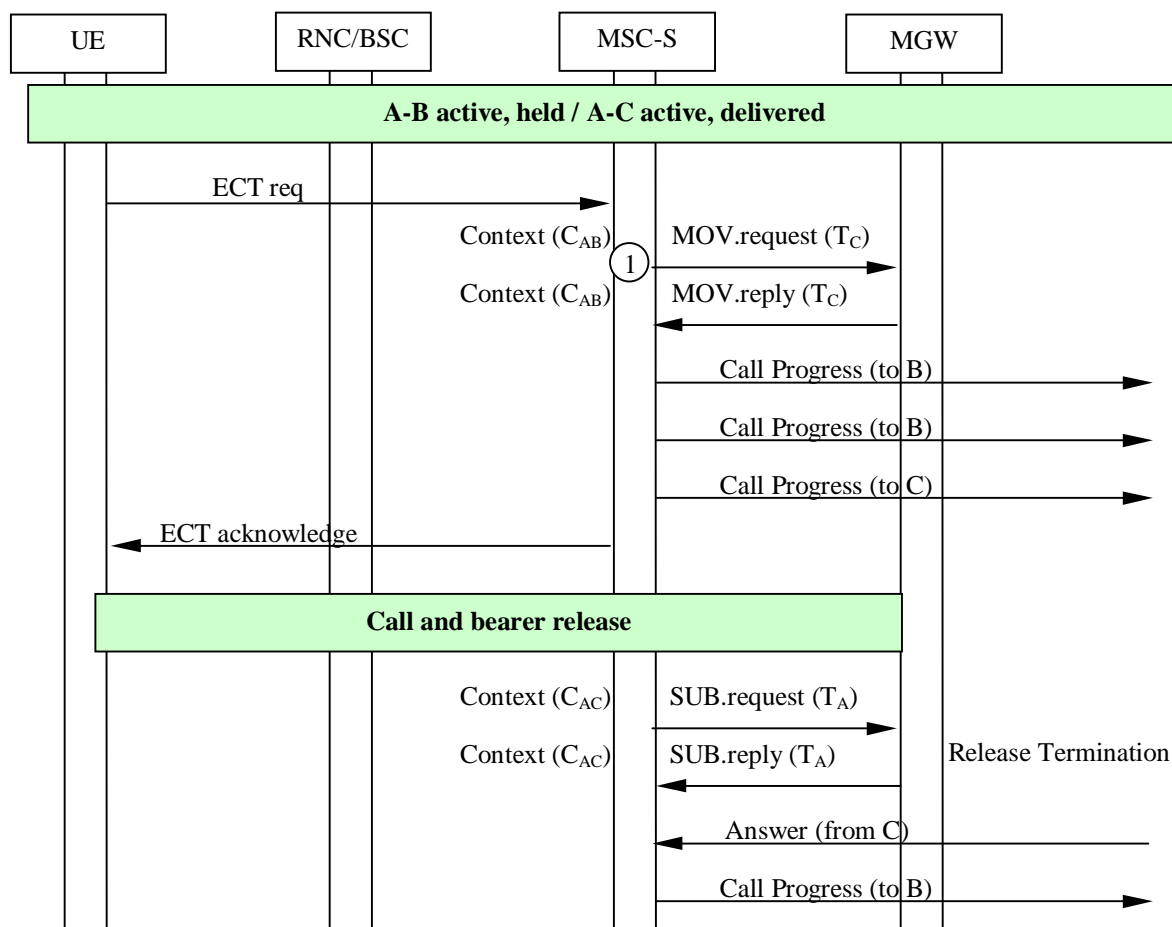 UE RNC/BSC MSC-S MGW
A-B active, held / A-C active, delivered
ECT req
Context (CAB) MOV.request (TC)
1
Context (CAB) MOV.reply (TC)
Call Progress (to B)
Call Progress (to B)
Call Progress (to C)
ECT acknowledge
Call and bearer release
Context (CAC) SUB.request (TA)
Context (CAC) SUB.reply (TA) Release Termination
Answer (from C)
Call Progress (to B)